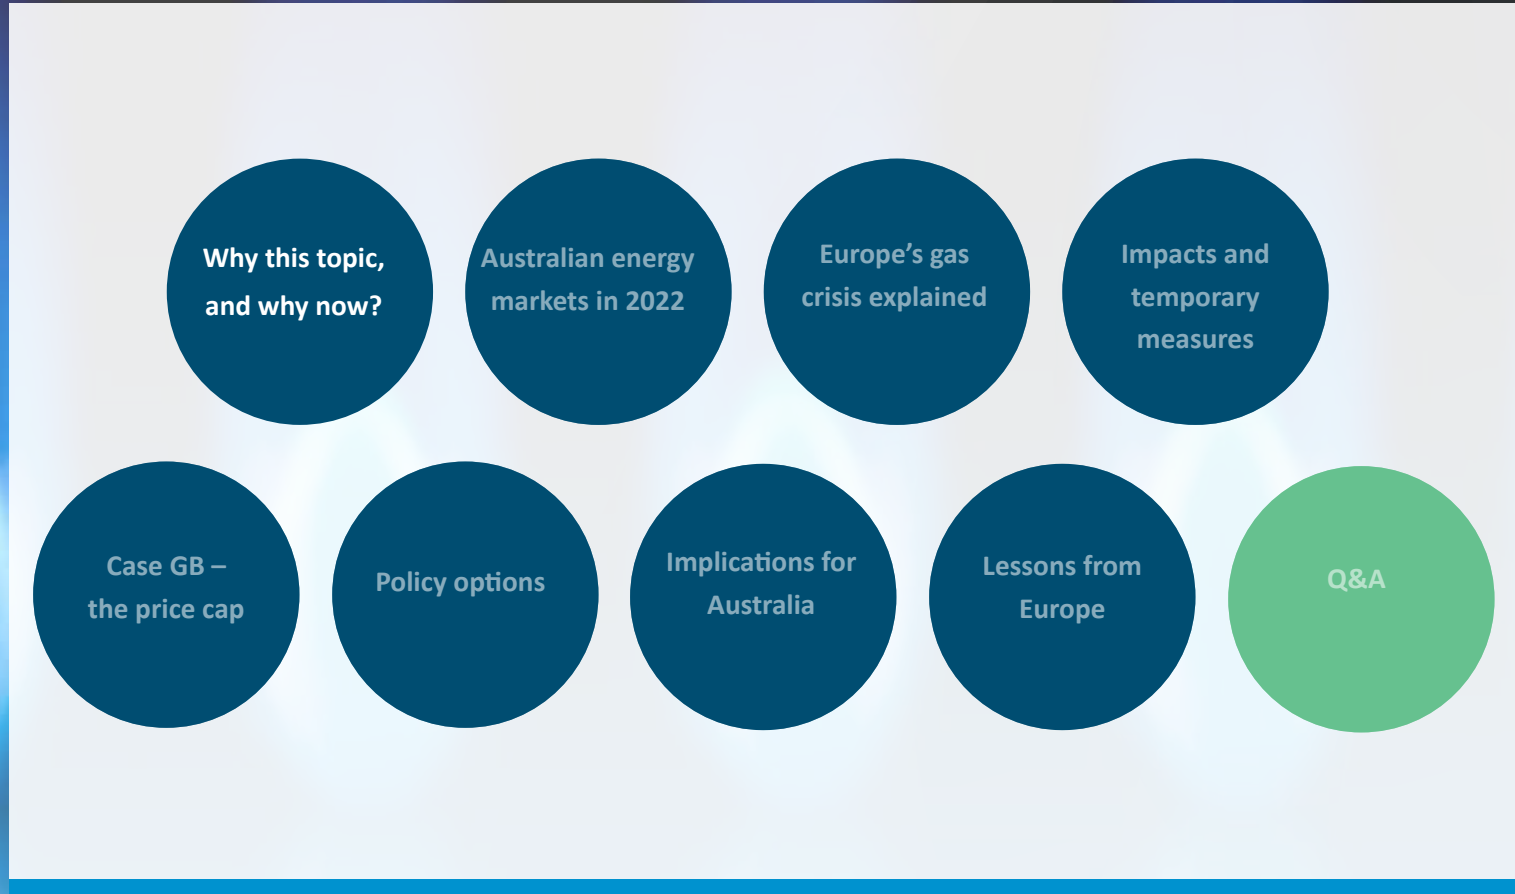 Why this topic,
and why now?
Australian energy
markets in 2022
Europe’s gas
crisis explained
Impacts and
temporary
measures
Case GB –
the price cap
Policy options
Implications for
Australia
Lessons from
Europe
Q&A